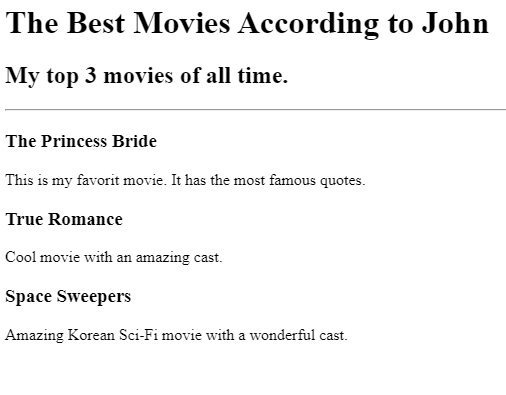 The Best Movies According to John
My top 3 movies of all time.
The Princess Bride
This is my favorit movie. It has the most famous quotes.
True Romance
Cool movie with an amazing cast.
Space Sweepers
Amazing Korean Sci-Fi movie with a wonderful cast.